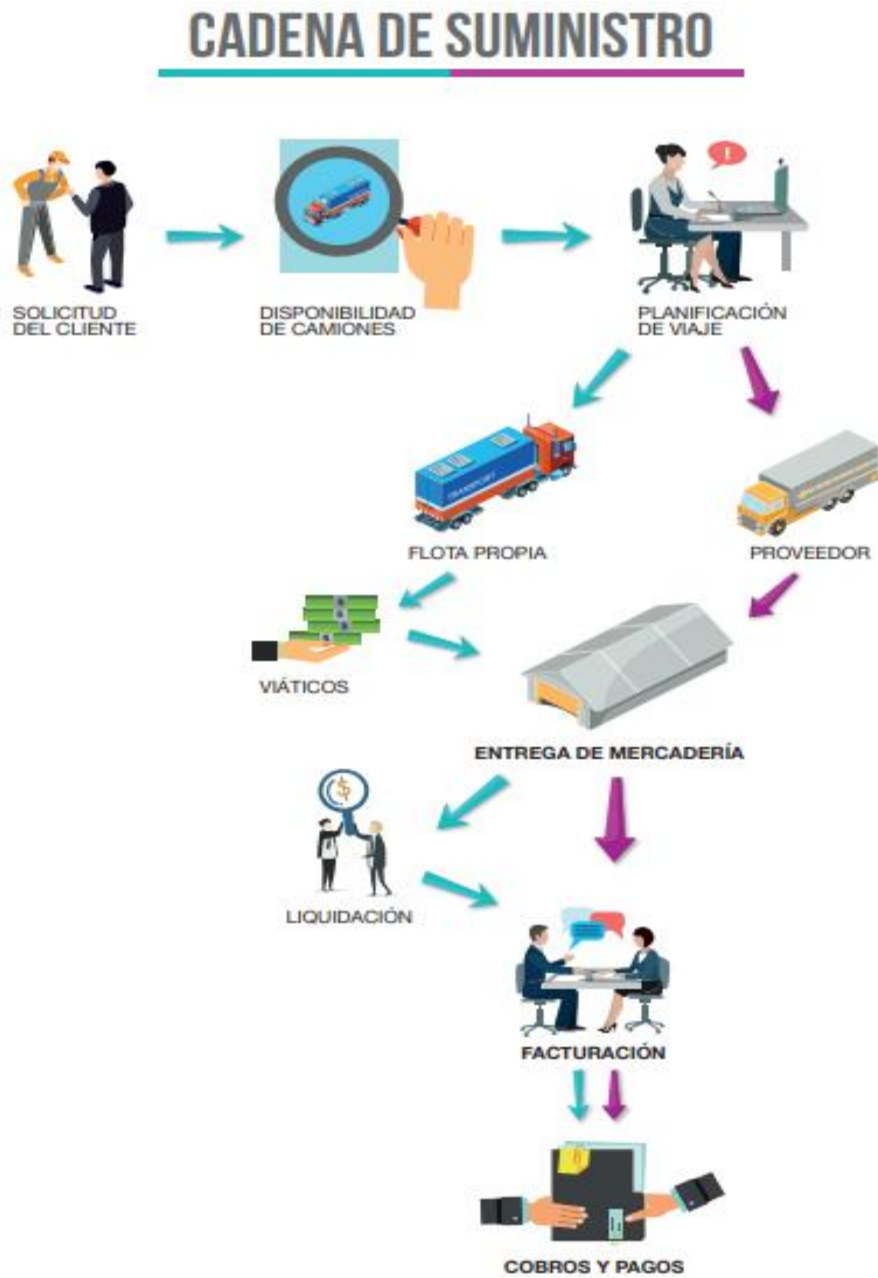 CADENA DE SUMINISTRO
SOLICITUD
DEL CLIENTE
DISPONIBILIDAD
DE CAMIONES
!
PLANIFICACIÓN
DE VIAJE
TRANSPORT
FLOTA PROPIA
PROVEEDOR
VIÁTICOS
ENTREGA DE MERCADERÍA
$
LIQUIDACIÓN
FACTURACIÓN
COBROS Y PAGOS